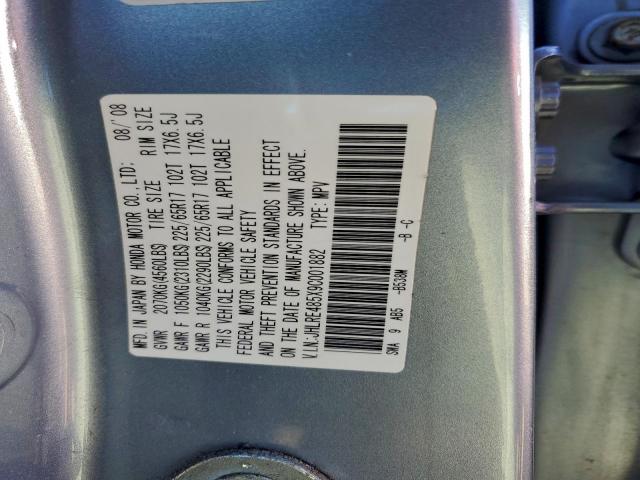 MFD. IN JAPAN BY HONDA MOTOR CO., LTD: 08/'08
GVWR 2070KG(4560LBS) TIRE SIZE RIM SIZE
GAWR F 1050KG(2310LBS)225/65R17 102T 17X6.5J
GAWR R 1040KG(2290LBS)225/65R17 102T 17X6.5J
THIS VEHICLE CONFORMS TO ALL APPLICABLE
FEDERAL MOTOR VEHICLE SAFETY
AND THEFT PREVENTION STANDARDS IN EFFECT
ON THE DATE OF MANUFACTURE SHOWN ABOVE.
V.I.N:JHLRE485X9C001882 TYPE: MPV
SWA 9 AB5 -B538M -B -C